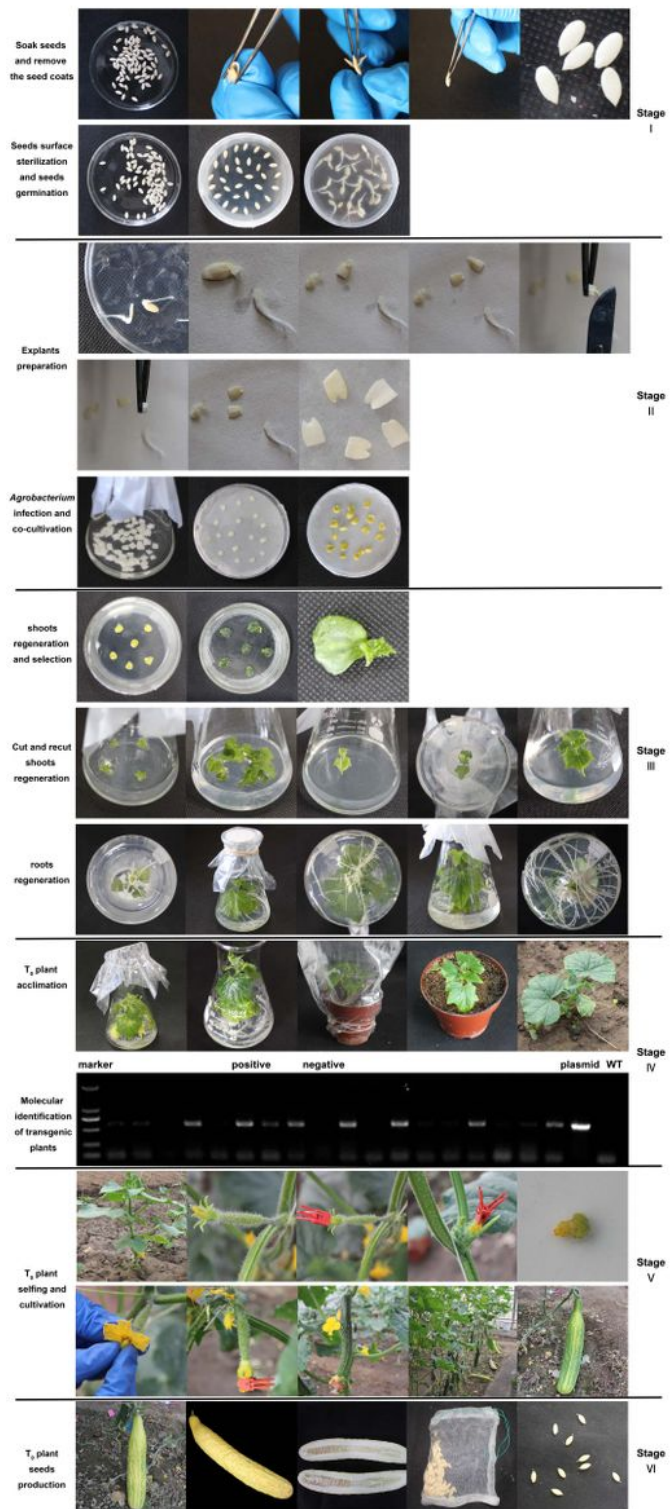 Soak seeds
and remove
the seed coats
Stage
I
Seeds surface
sterilization
and seeds
germination
Explants
preparation
Stage
II
Agrobacterium
infection and
co-cultivation
shoots
regeneration
and selection
Cut and recut
shoots
regeneration
Stage
III
roots
regeneration
T₀ plant
acclimation
Stage
IV
marker positive negative plasmid WT
Molecular
identification
of transgenic
plants
T₀ plant
selfing and
cultivation
Stage
V
T₀ plant
seeds
production
Stage
VI